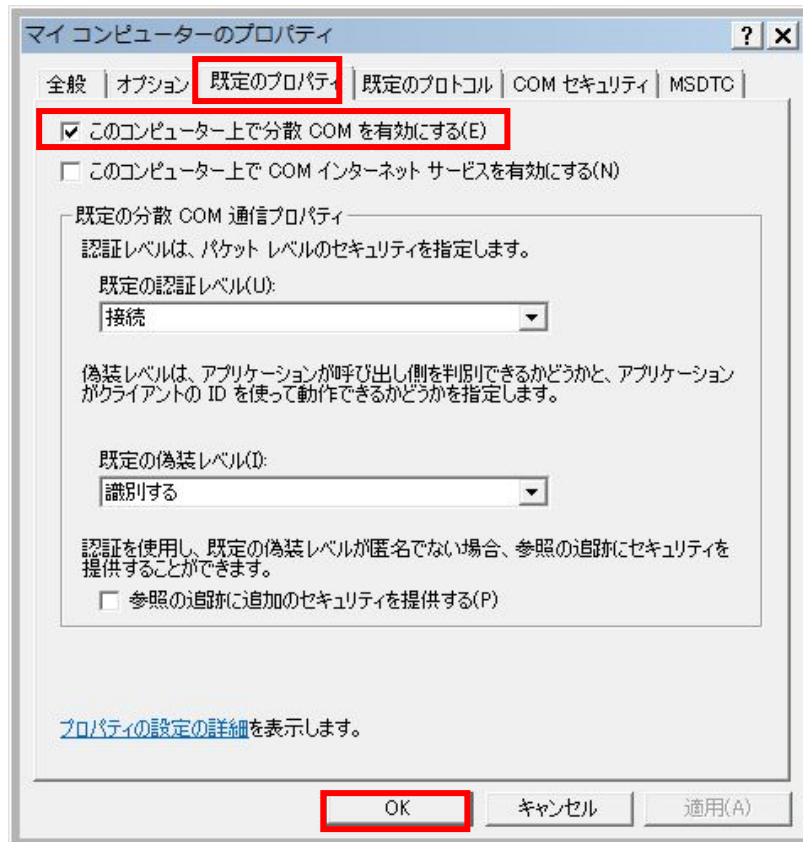 マイ コンピューターのプロパティ
? ×
全般 オプション 既定のプロパティ 既定のプロトコル COM セキュリティ MSDTC
このコンピューター上で分散 COM を有効にする(E)
このコンピューター上で COM インターネット サービスを有効にする(N)
既定の分散 COM 通信プロパティ
認証レベルは、パケット レベルのセキュリティを指定します。
既定の認証レベル(U):
接続
偽装レベルは、アプリケーションが呼び出し側を判別できるかどうかと、アプリケーション
がクライアントの ID を使って動作できるかどうかを指定します。
既定の偽装レベル(I):
識別する
認証を使用し、既定の偽装レベルが匿名でない場合、参照の追跡にセキュリティを
提供することができます。
参照の追跡に追加のセキュリティを提供する(P)
プロパティの設定の詳細を表示します。
OK キャンセル 適用(A)